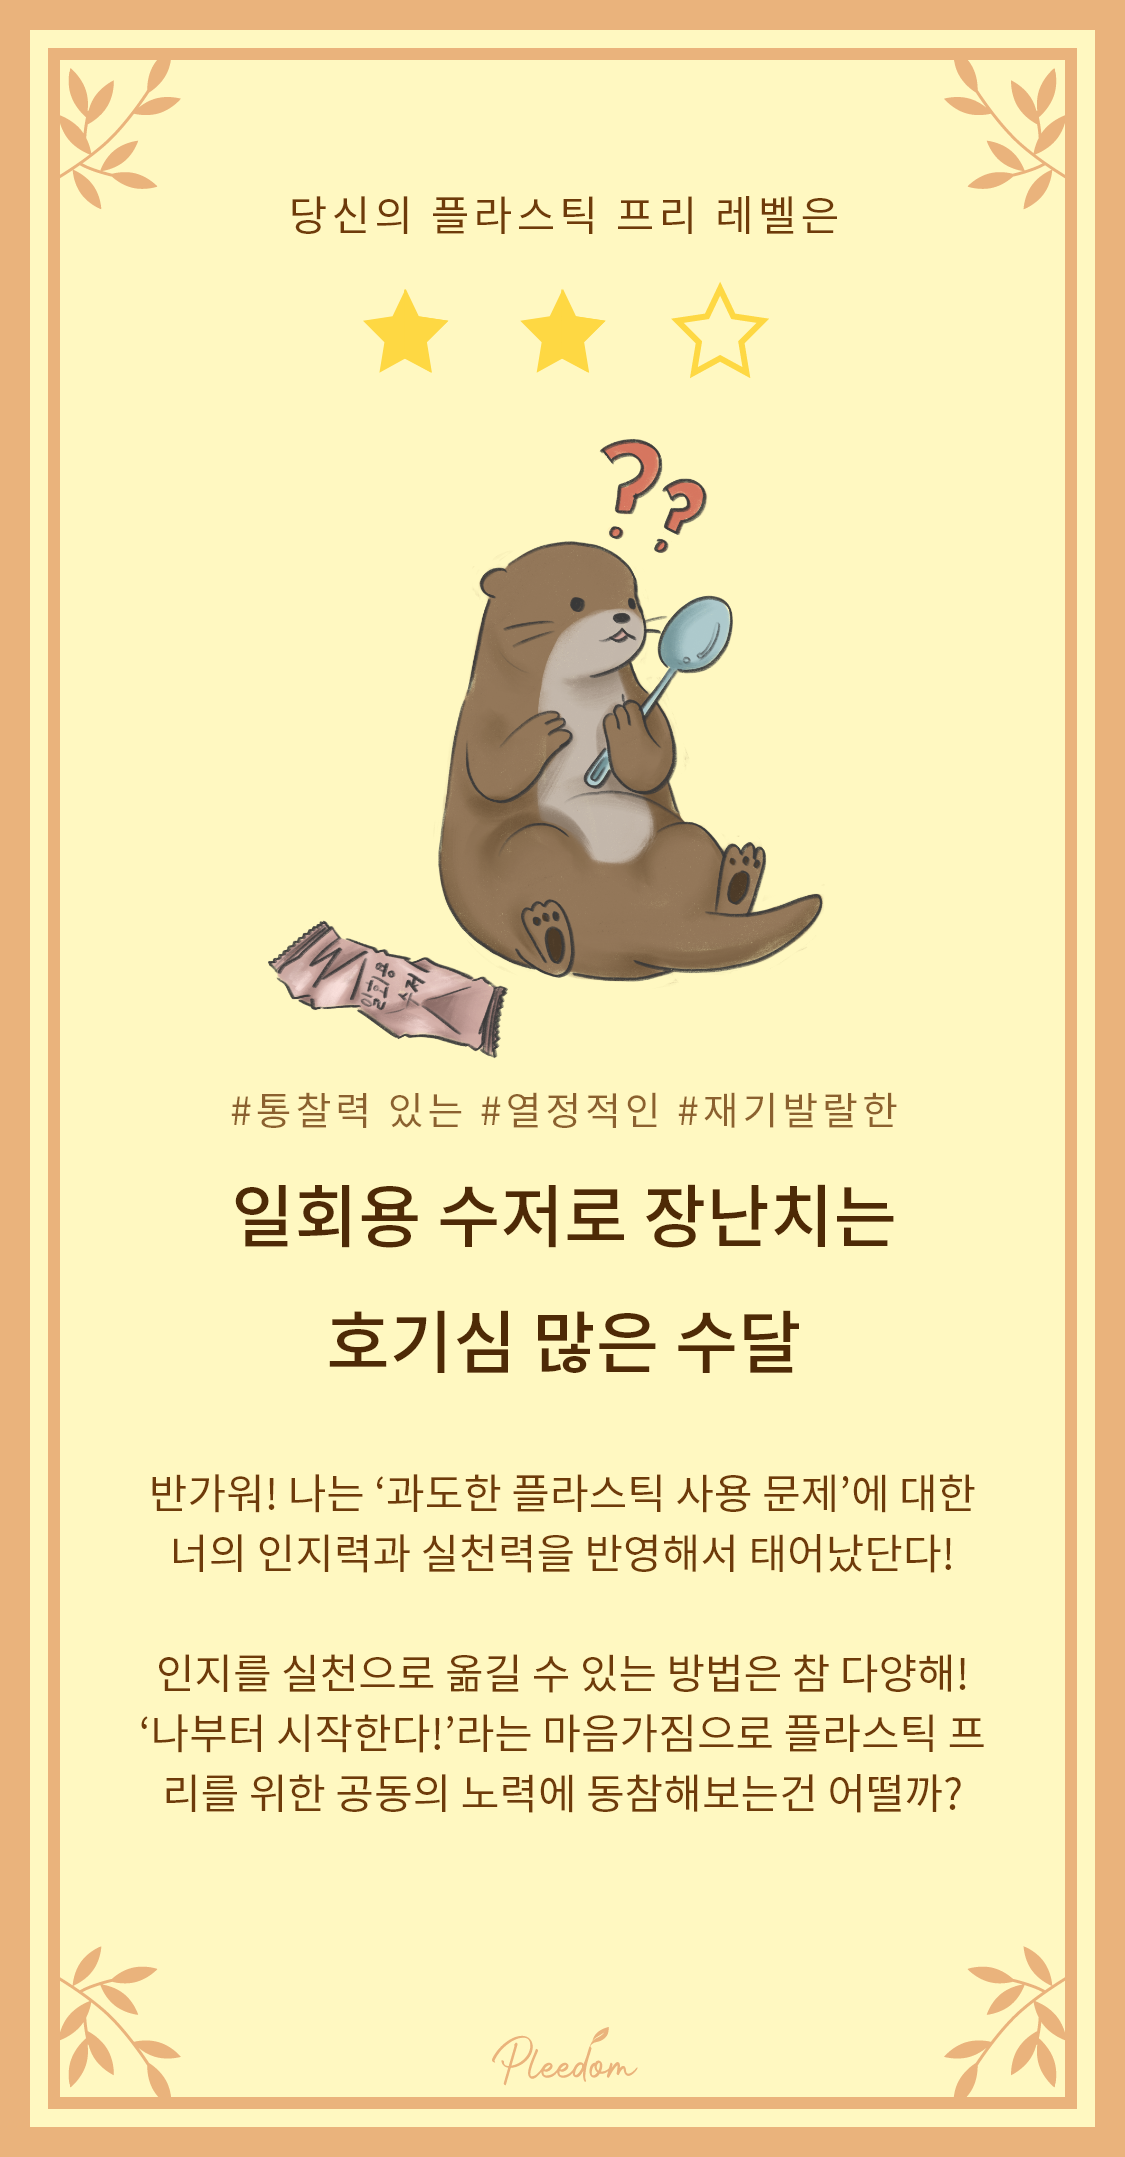 당신의 플라스틱 프리 레벨은
??
일회용
수저
#통찰력 있는 #열정적인 #재기발랄한
일회용 수저로 장난치는
호기심 많은 수달
반가워! 나는 ‘과도한 플라스틱 사용 문제’에 대한
너의 인지력과 실천력을 반영해서 태어났단다!
인지를 실천으로 옮길 수 있는 방법은 참 다양해!
‘나부터 시작한다!’라는 마음가짐으로 플라스틱 프
리를 위한 공동의 노력에 동참해보는건 어떨까?
Pleedom